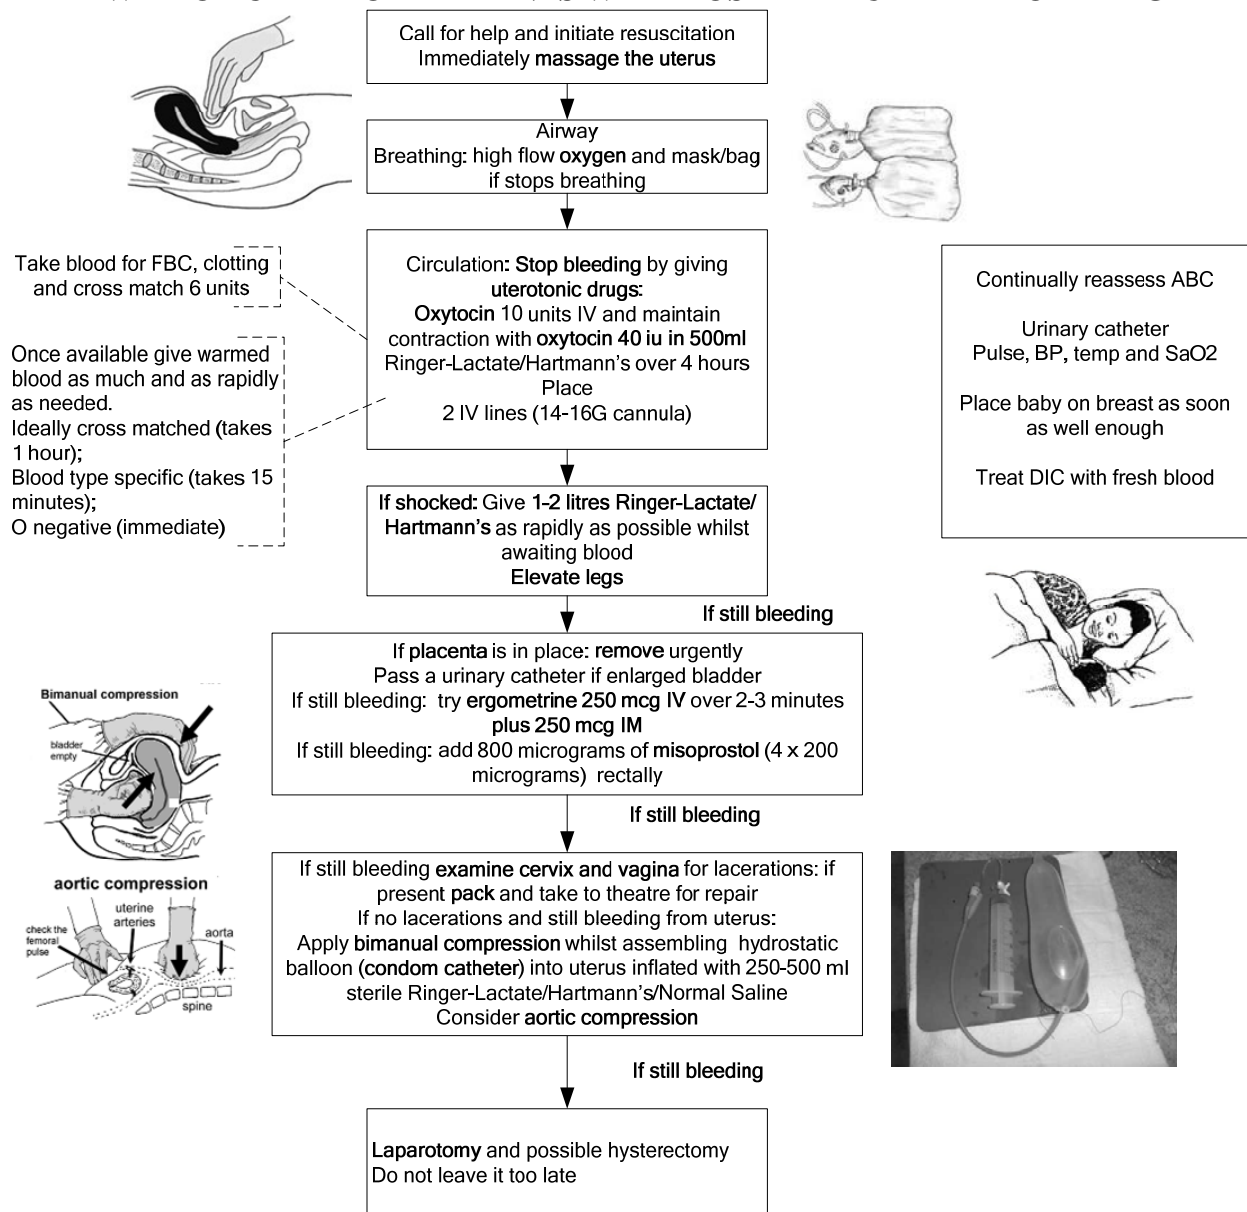 Call for help and initiate resuscitation
Immediately massage the uterus
Airway
Breathing: high flow oxygen and mask/bag
if stops breathing
Take blood for FBC, clotting
and cross match 6 units
Once available give warmed
blood as much and as rapidly
as needed.
Ideally cross matched (takes
1 hour);
Blood type specific (takes 15
minutes);
O negative (immediate)
Circulation: Stop bleeding by giving
uterotonic drugs:
Oxytocin 10 units IV and maintain
contraction with oxytocin 40 iu in 500ml
Ringer-Lactate/Hartmann's over 4 hours
Place
2 IV lines (14-16G cannula)
Continually reassess ABC
Urinary catheter
Pulse, BP, temp and SaO2
Place baby on breast as soon
as well enough
Treat DIC with fresh blood
If shocked: Give 1-2 litres Ringer-Lactate/
Hartmann's as rapidly as possible whilst
awaiting blood
Elevate legs
If still bleeding
If placenta is in place: remove urgently
Pass a urinary catheter if enlarged bladder
If still bleeding: try ergometrine 250 mcg IV over 2-3 minutes
plus 250 mcg IM
If still bleeding: add 800 micrograms of misoprostol (4 x 200
micrograms) rectally
Bimanual compression
bladder
empty
If still bleeding
If still bleeding examine cervix and vagina for lacerations: if
present pack and take to theatre for repair
If no lacerations and still bleeding from uterus:
Apply bimanual compression whilst assembling hydrostatic
balloon (condom catheter) into uterus inflated with 250-500 ml
sterile Ringer-Lactate/Hartmann's/Normal Saline
Consider aortic compression
aortic compression
uterine
arteries
check the
femoral
pulse
aorta
spine
If still bleeding
Laparotomy and possible hysterectomy
Do not leave it too late